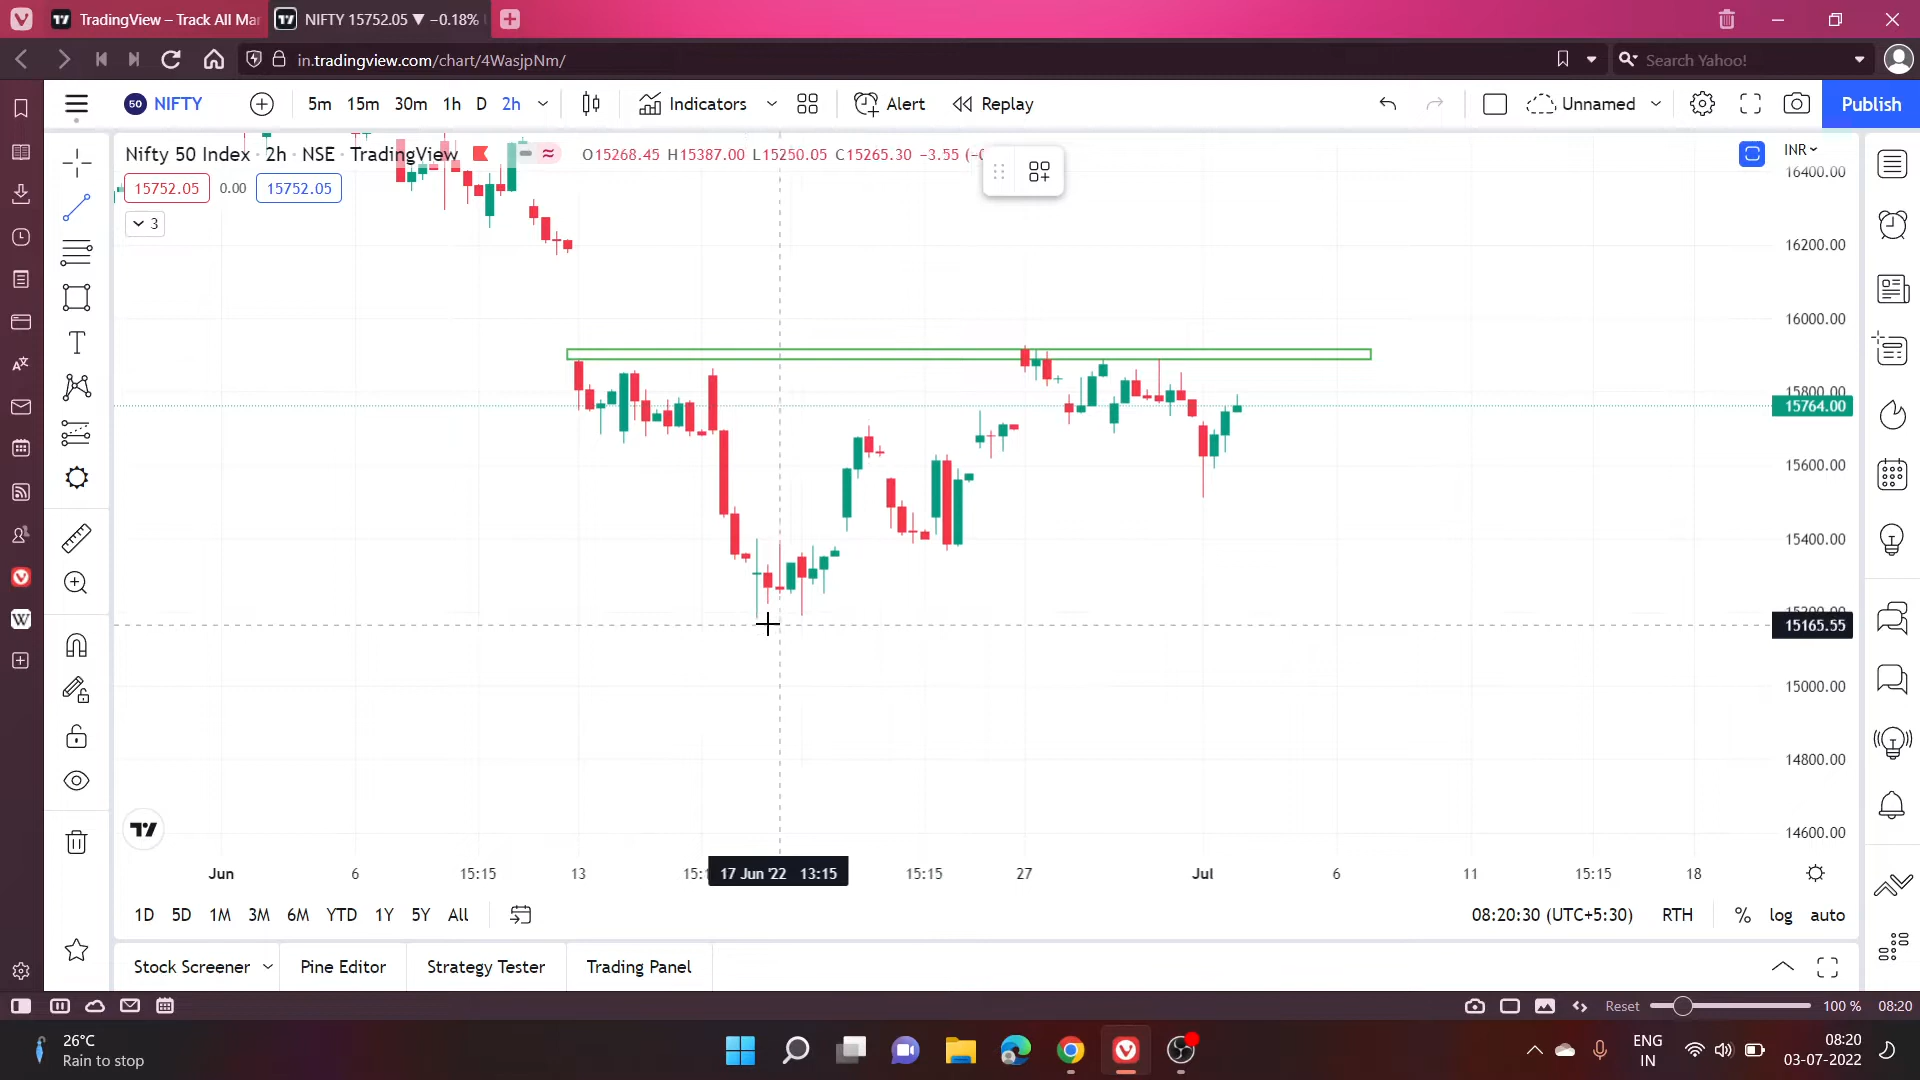 TradingView – Track All Mar
NIFTY 15752.05 ▼ −0.18%
in.tradingview.com/chart/4WasjpNm/
Search Yahoo!
50 NIFTY
5m 15m 30m 1h D 2h
Indicators
Alert
Replay
Unnamed
Publish
Nifty 50 Index · 2h · NSE · TradingView
O15268.45 H15387.00 L15250.05 C15265.30 −3.55
INR
15752.05 0.00 15752.05
3
16400.00
16200.00
16000.00
15800.00
15764.00
15600.00
15400.00
15200.00
15165.55
15000.00
14800.00
14600.00
Jun 6 15:15 13 17 Jun '22 13:15 15:15 27 Jul 6 11 15:15 18
1D 5D 1M 3M 6M YTD 1Y 5Y All
08:20:30 (UTC+5:30) RTH % log auto
Stock Screener Pine Editor Strategy Tester Trading Panel
Reset 100 % 08:20
26°C
Rain to stop
ENG
IN
08:20
03-07-2022